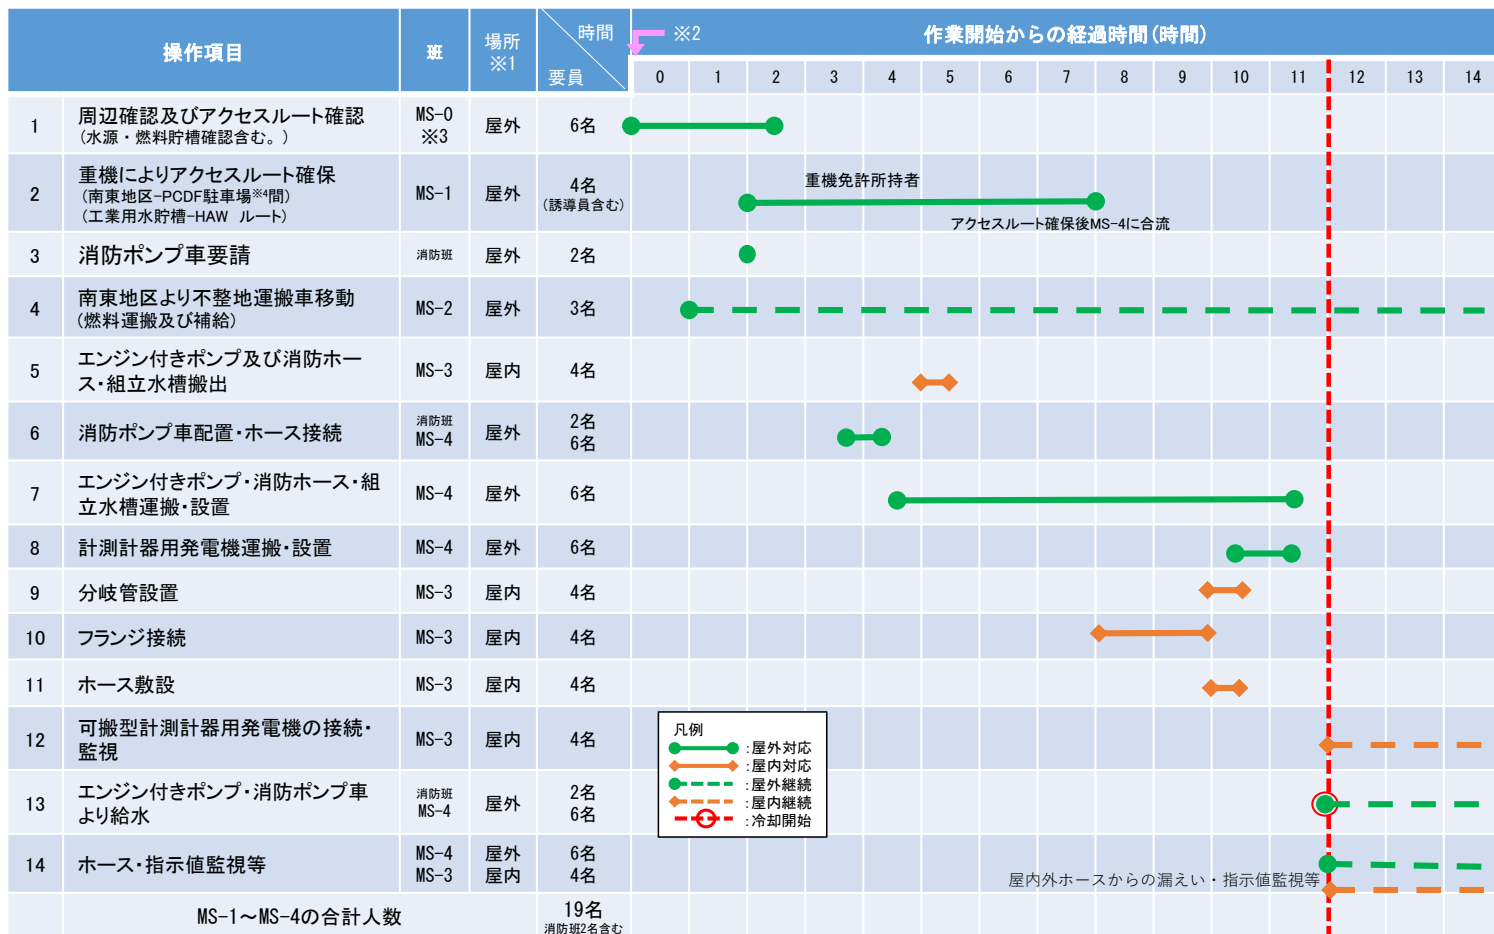 操作項目
班
場所
※1
時間
要員
※2
作業開始からの経過時間(時間)
0 1 2 3 4 5 6 7 8 9 10 11 12 13 14
1
周辺確認及びアクセスルート確認
(水源・燃料貯槽確認含む。)
MS-0
※3
屋外
6名
2
重機によりアクセスルート確保
(南東地区-PCDF駐車場※4間)
(工業用水貯槽-HAW ルート)
MS-1
屋外
4名
(誘導員含む)
重機免許所持者
アクセスルート確保後MS-4に合流
3
消防ポンプ車要請
消防班
屋外
2名
4
南東地区より不整地運搬車移動
(燃料運搬及び補給)
MS-2
屋外
3名
5
エンジン付きポンプ及び消防ホー
ス・組立水槽搬出
MS-3
屋内
4名
6
消防ポンプ車配置・ホース接続
消防班
MS-4
屋外
2名
6名
7
エンジン付きポンプ・消防ホース・組
立水槽運搬・設置
MS-4
屋外
6名
8
計測計器用発電機運搬・設置
MS-4
屋外
6名
9
分岐管設置
MS-3
屋内
4名
10
フランジ接続
MS-3
屋内
4名
11
ホース敷設
MS-3
屋内
4名
12
可搬型計測計器用発電機の接続・
監視
MS-3
屋内
4名
13
エンジン付きポンプ・消防ポンプ車
より給水
消防班
MS-4
屋外
2名
6名
14
ホース・指示値監視等
MS-4
MS-3
屋外
屋内
6名
4名
屋内外ホースからの漏えい・指示値監視等
MS-1～MS-4の合計人数
19名
消防班2名含む
凡例
:屋外対応
:屋内対応
:屋外継続
:屋内継続
:冷却開始